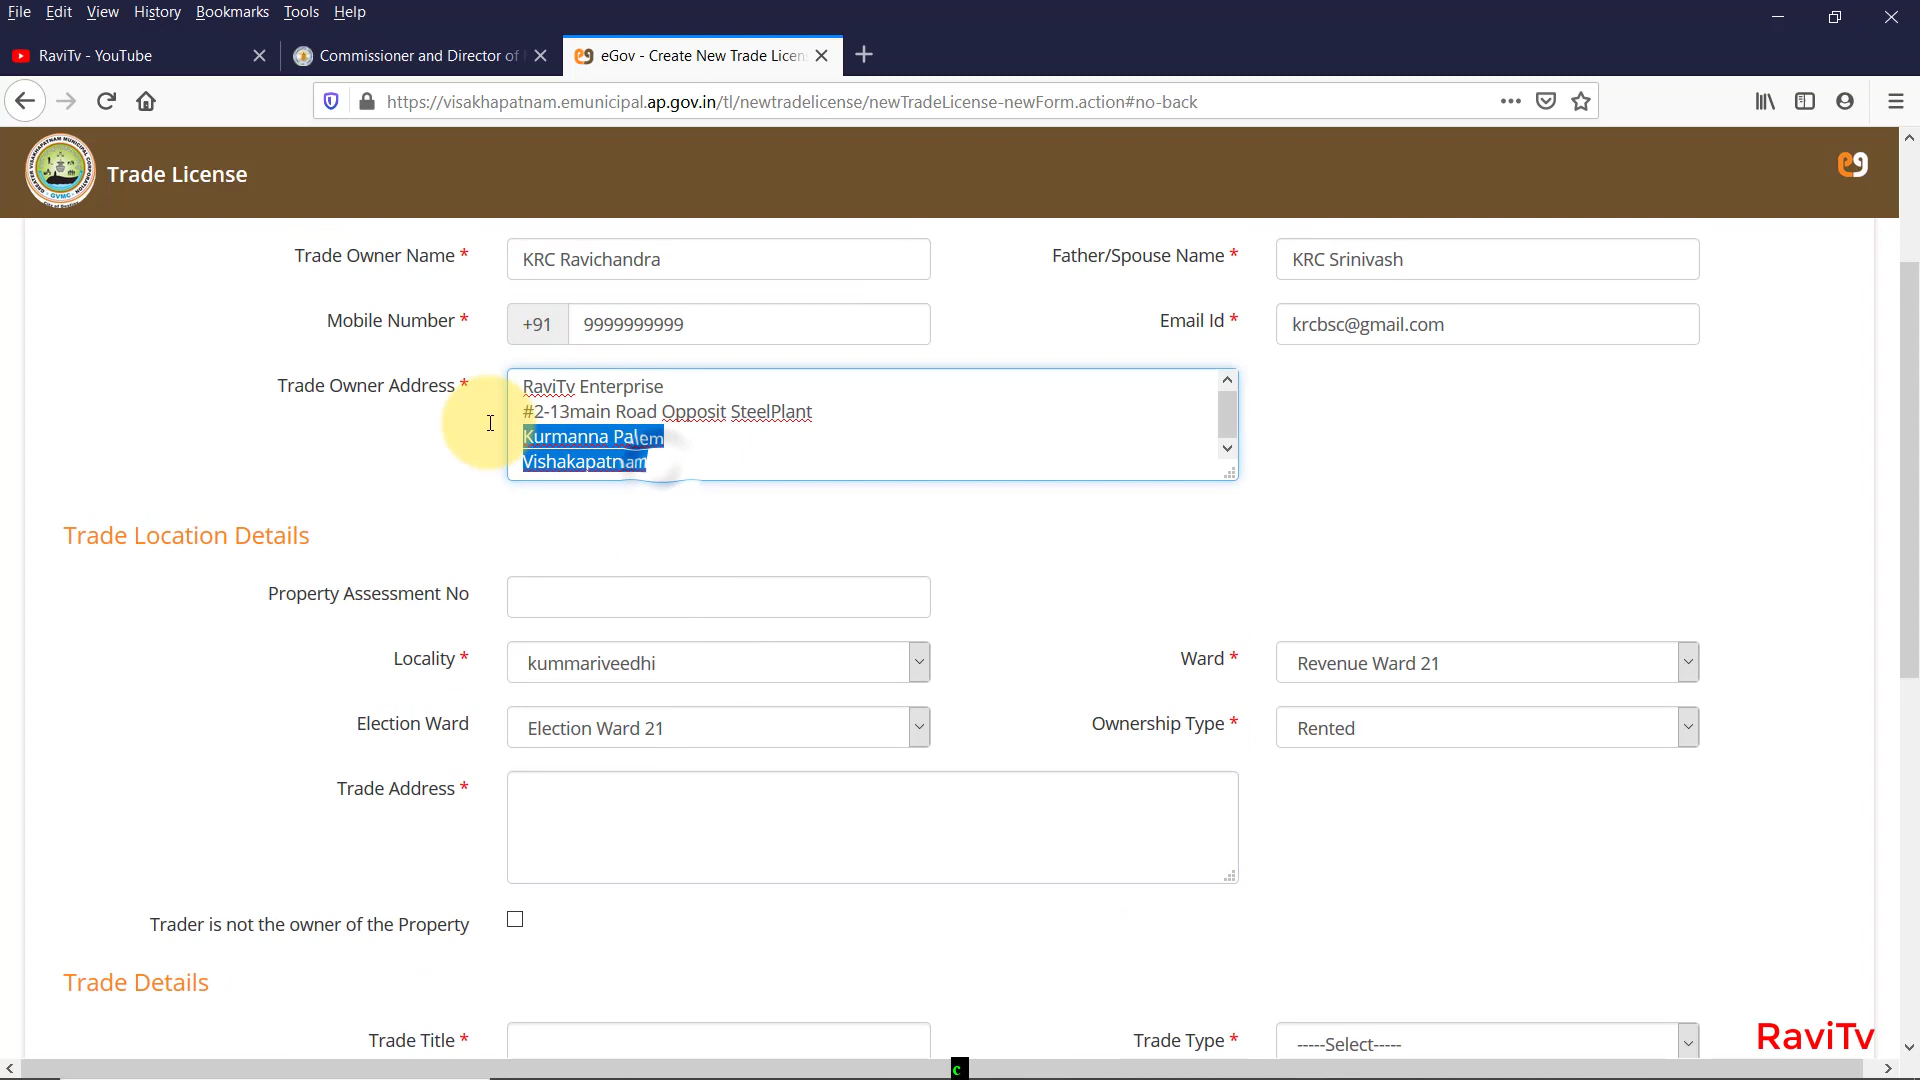 File Edit View History Bookmarks Tools Help
RaviTv - YouTube
Commissioner and Director of
eGov - Create New Trade Licen
https://visakhapatnam.emunicipal.ap.gov.in/tl/newtradelicense/newTradeLicense-newForm.action#no-back
Trade License
Trade Owner Name * KRC Ravichandra Father/Spouse Name * KRC Srinivash
Mobile Number * +91 9999999999 Email Id * krcbsc@gmail.com
Trade Owner Address * RaviTv Enterprise
#2-13main Road Opposit SteelPlant
Kurmanna Palem
Vishakapatnam
Trade Location Details
Property Assessment No
Locality * kummariveedhi Ward * Revenue Ward 21
Election Ward Election Ward 21 Ownership Type * Rented
Trade Address *
Trader is not the owner of the Property
Trade Details
Trade Title * Trade Type * -----Select-----
RaviTv
c